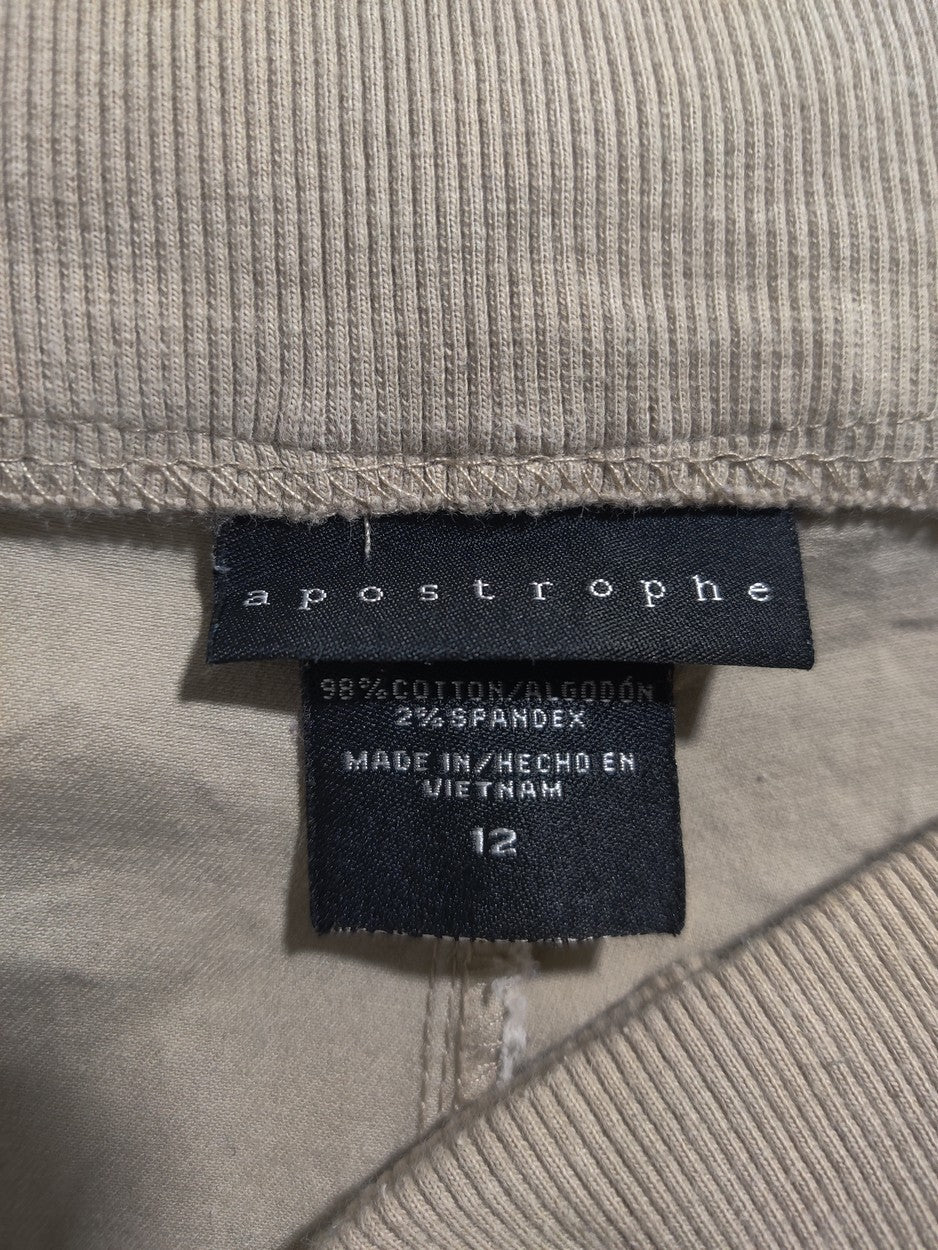 apostrophe
98% COTTON/ALGODÓN
2% SPANDEX
MADE IN/HECHO EN
VIETNAM
12